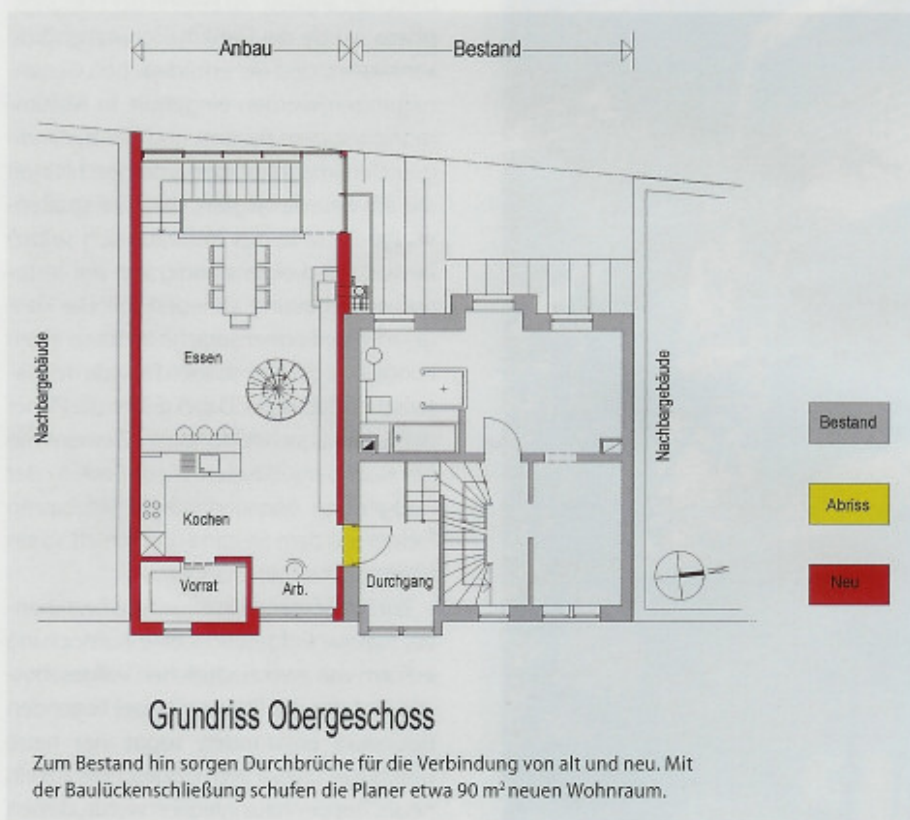 Anbau
Bestand
Nachbargebäude
Essen
Nachbargebäude
Bestand
Abriss
Kochen
Neu
Vorrat
Arb.
Durchgang
N
Grundriss Obergeschoss
Zum Bestand hin sorgen Durchbrüche für die Verbindung von alt und neu. Mit
der Baulückenschließung schufen die Planer etwa 90 m² neuen Wohnraum.